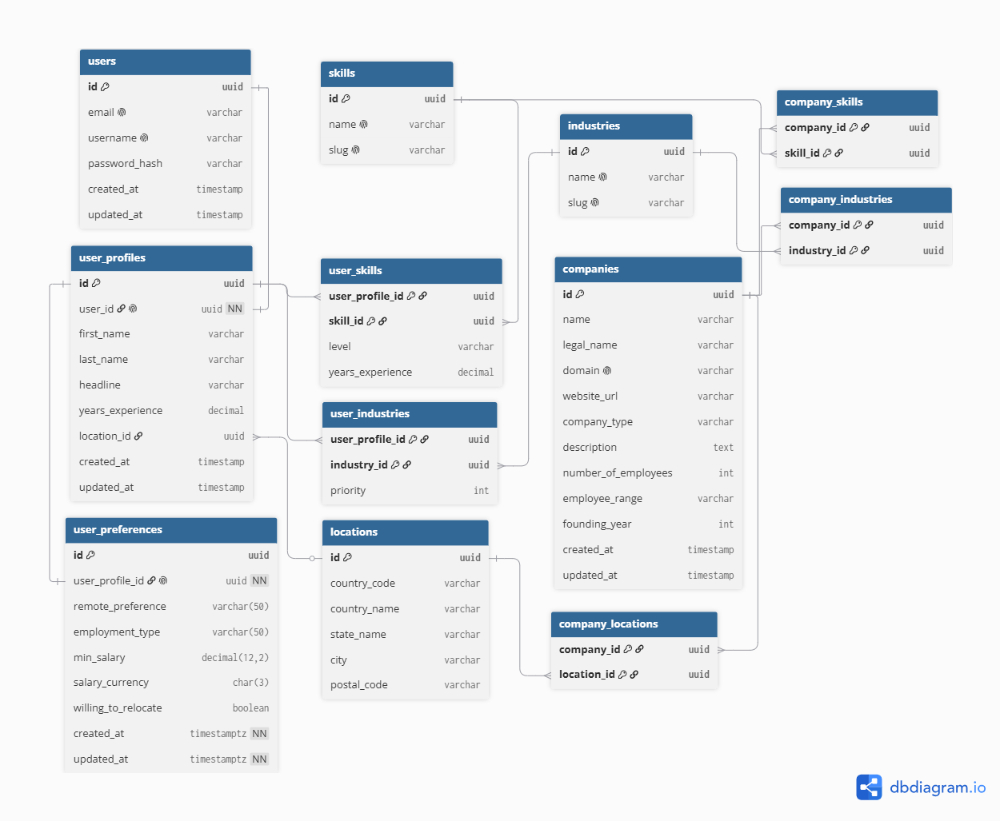 users
id uuid
email varchar
username varchar
password_hash varchar
created_at timestamp
updated_at timestamp
user_profiles
id uuid
user_id uuid NN
first_name varchar
last_name varchar
headline varchar
years_experience decimal
location_id uuid
created_at timestamp
updated_at timestamp
user_preferences
id uuid
user_profile_id uuid NN
remote_preference varchar(50)
employment_type varchar(50)
min_salary decimal(12,2)
salary_currency char(3)
willing_to_relocate boolean
created_at timestamptz NN
updated_at timestamptz NN
skills
id uuid
name varchar
slug varchar
user_skills
user_profile_id uuid
skill_id uuid
level varchar
years_experience decimal
user_industries
user_profile_id uuid
industry_id uuid
priority int
locations
id uuid
country_code varchar
country_name varchar
state_name varchar
city varchar
postal_code varchar
industries
id uuid
name varchar
slug varchar
companies
id uuid
name varchar
legal_name varchar
domain varchar
website_url varchar
company_type varchar
description text
number_of_employees int
employee_range varchar
founding_year int
created_at timestamp
updated_at timestamp
company_locations
company_id uuid
location_id uuid
company_skills
company_id uuid
skill_id uuid
company_industries
company_id uuid
industry_id uuid
dbdiagram.io